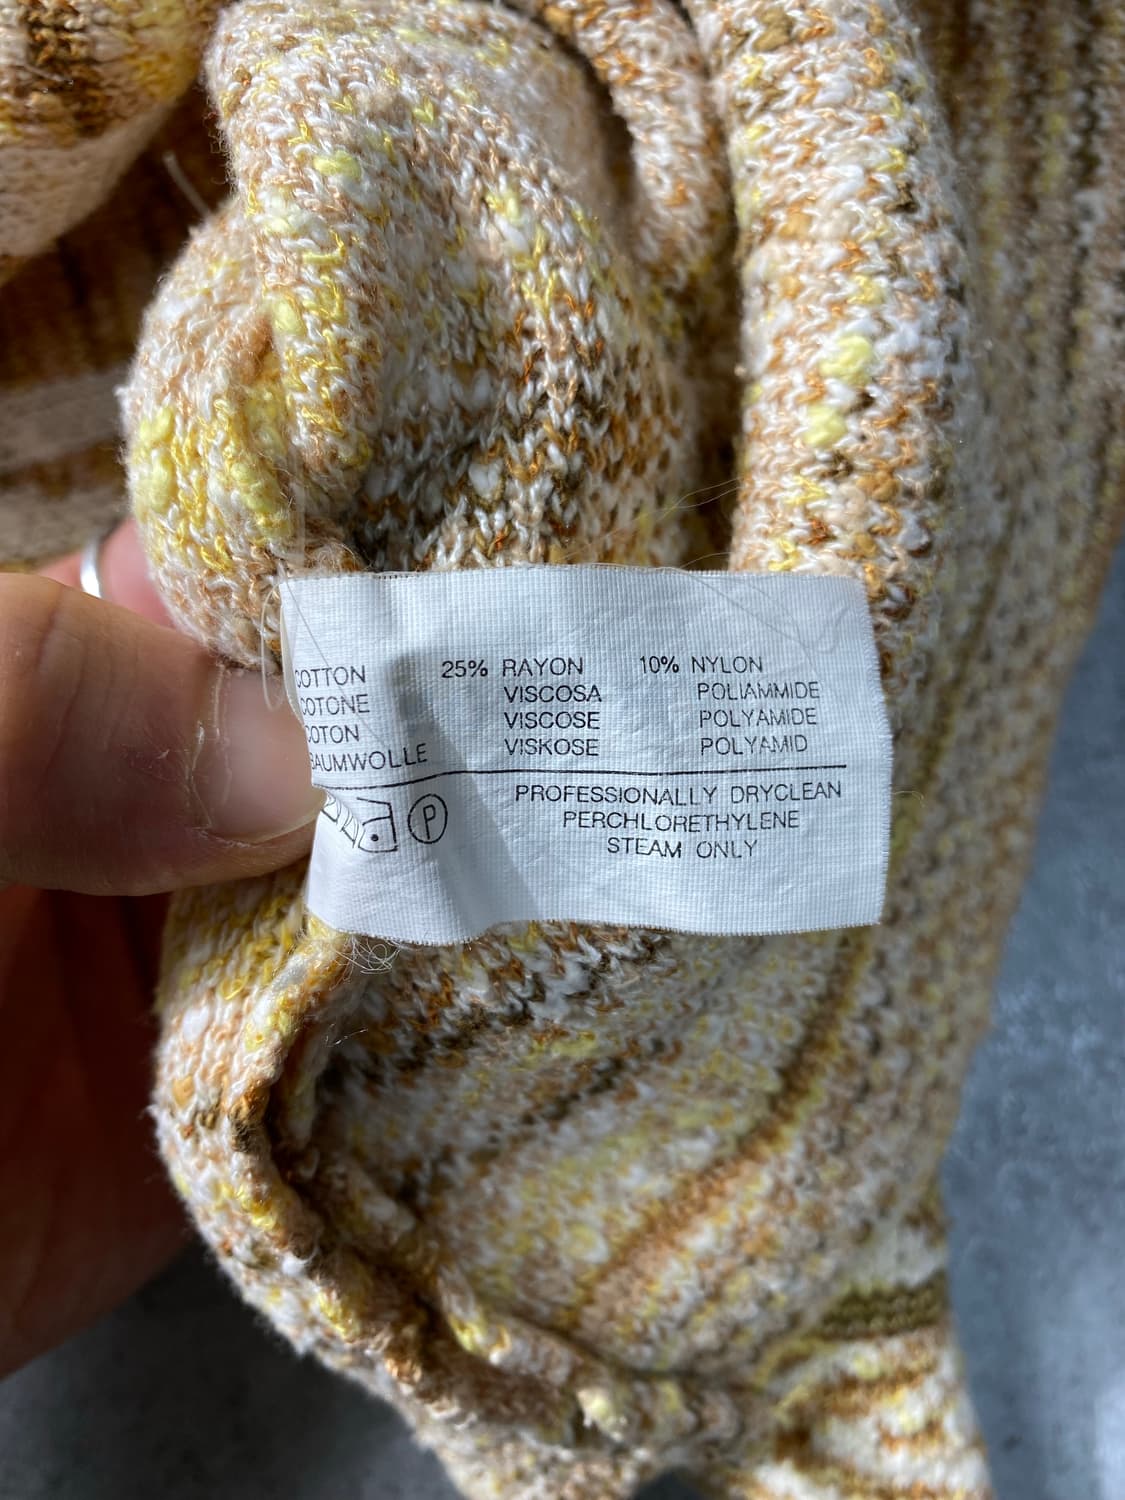 COTTON 25% RAYON 10% NYLON
COTONE VISCOSA POLIAMMIDE
COTON VISCOSE POLYAMIDE
BAUMWOLLE VISKOSE POLYAMID
P
PROFESSIONALLY DRYCLEAN
PERCHLORETHYLENE
STEAM ONLY